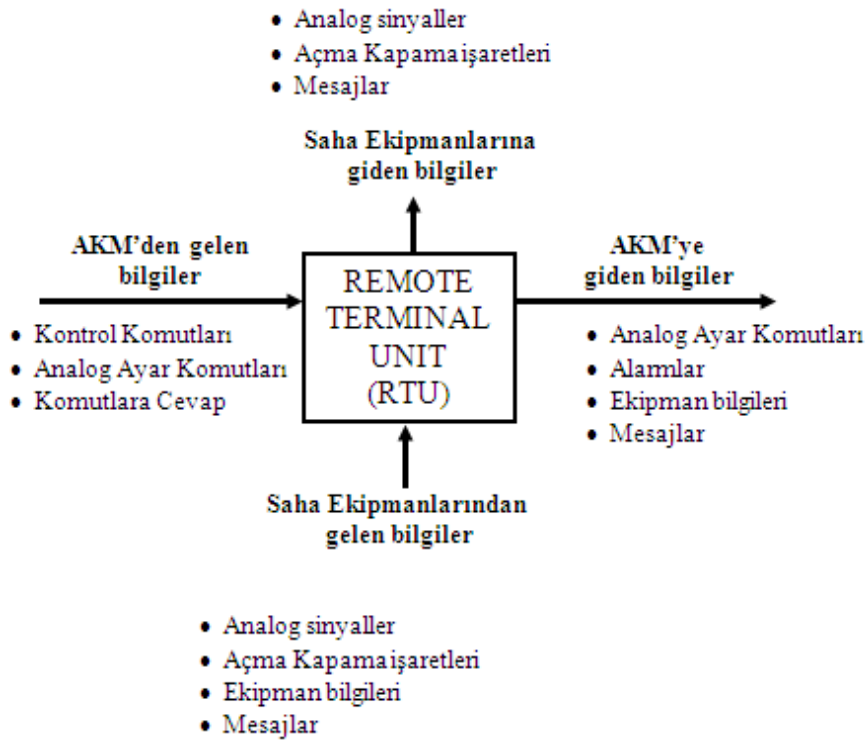 • Analog sinyaller
• Açma Kapama işaretleri
• Mesajlar
Saha Ekipmanlarına
giden bilgiler
AKM'den gelen
bilgiler
• Kontrol Komutları
• Analog Ayar Komutları
• Komutlara Cevap
REMOTE
TERMINAL
UNIT
(RTU)
AKM'ye
giden bilgiler
• Analog Ayar Komutları
• Alarmlar
• Ekipman bilgileri
• Mesajlar
Saha Ekipmanlarından
gelen bilgiler
• Analog sinyaller
• Açma Kapama işaretleri
• Ekipman bilgileri
• Mesajlar